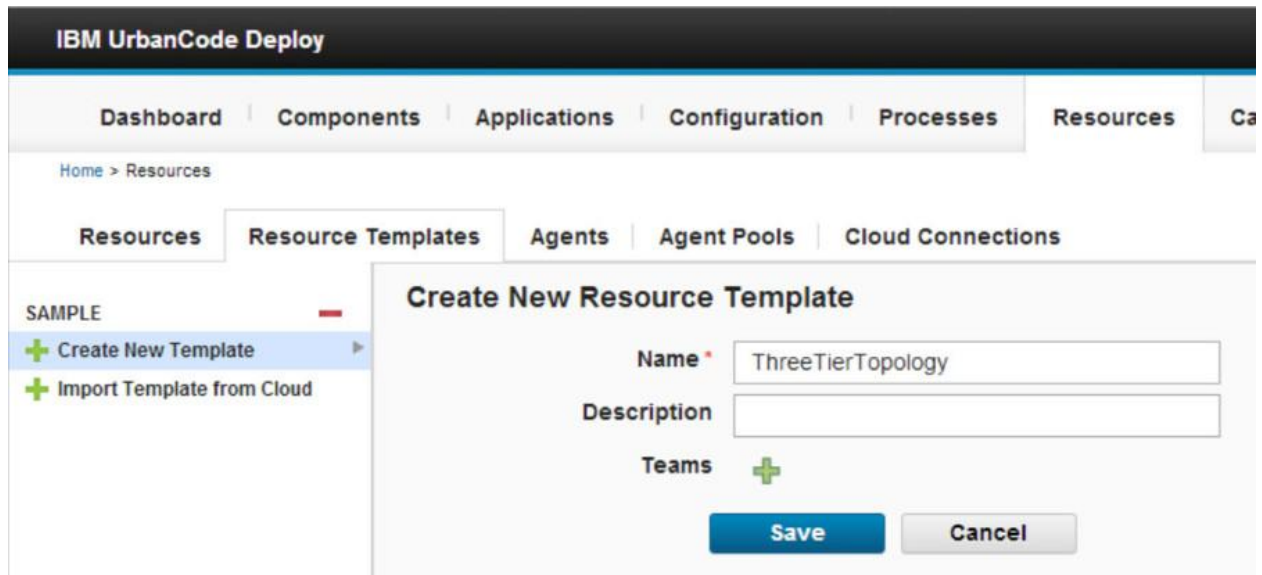 IBM UrbanCode Deploy
Dashboard Components Applications Configuration Processes Resources Ca
Home > Resources
Resources Resource Templates Agents Agent Pools Cloud Connections
SAMPLE
Create New Template
Import Template from Cloud
Create New Resource Template
Name * ThreeTierTopology
Description
Teams
Save Cancel